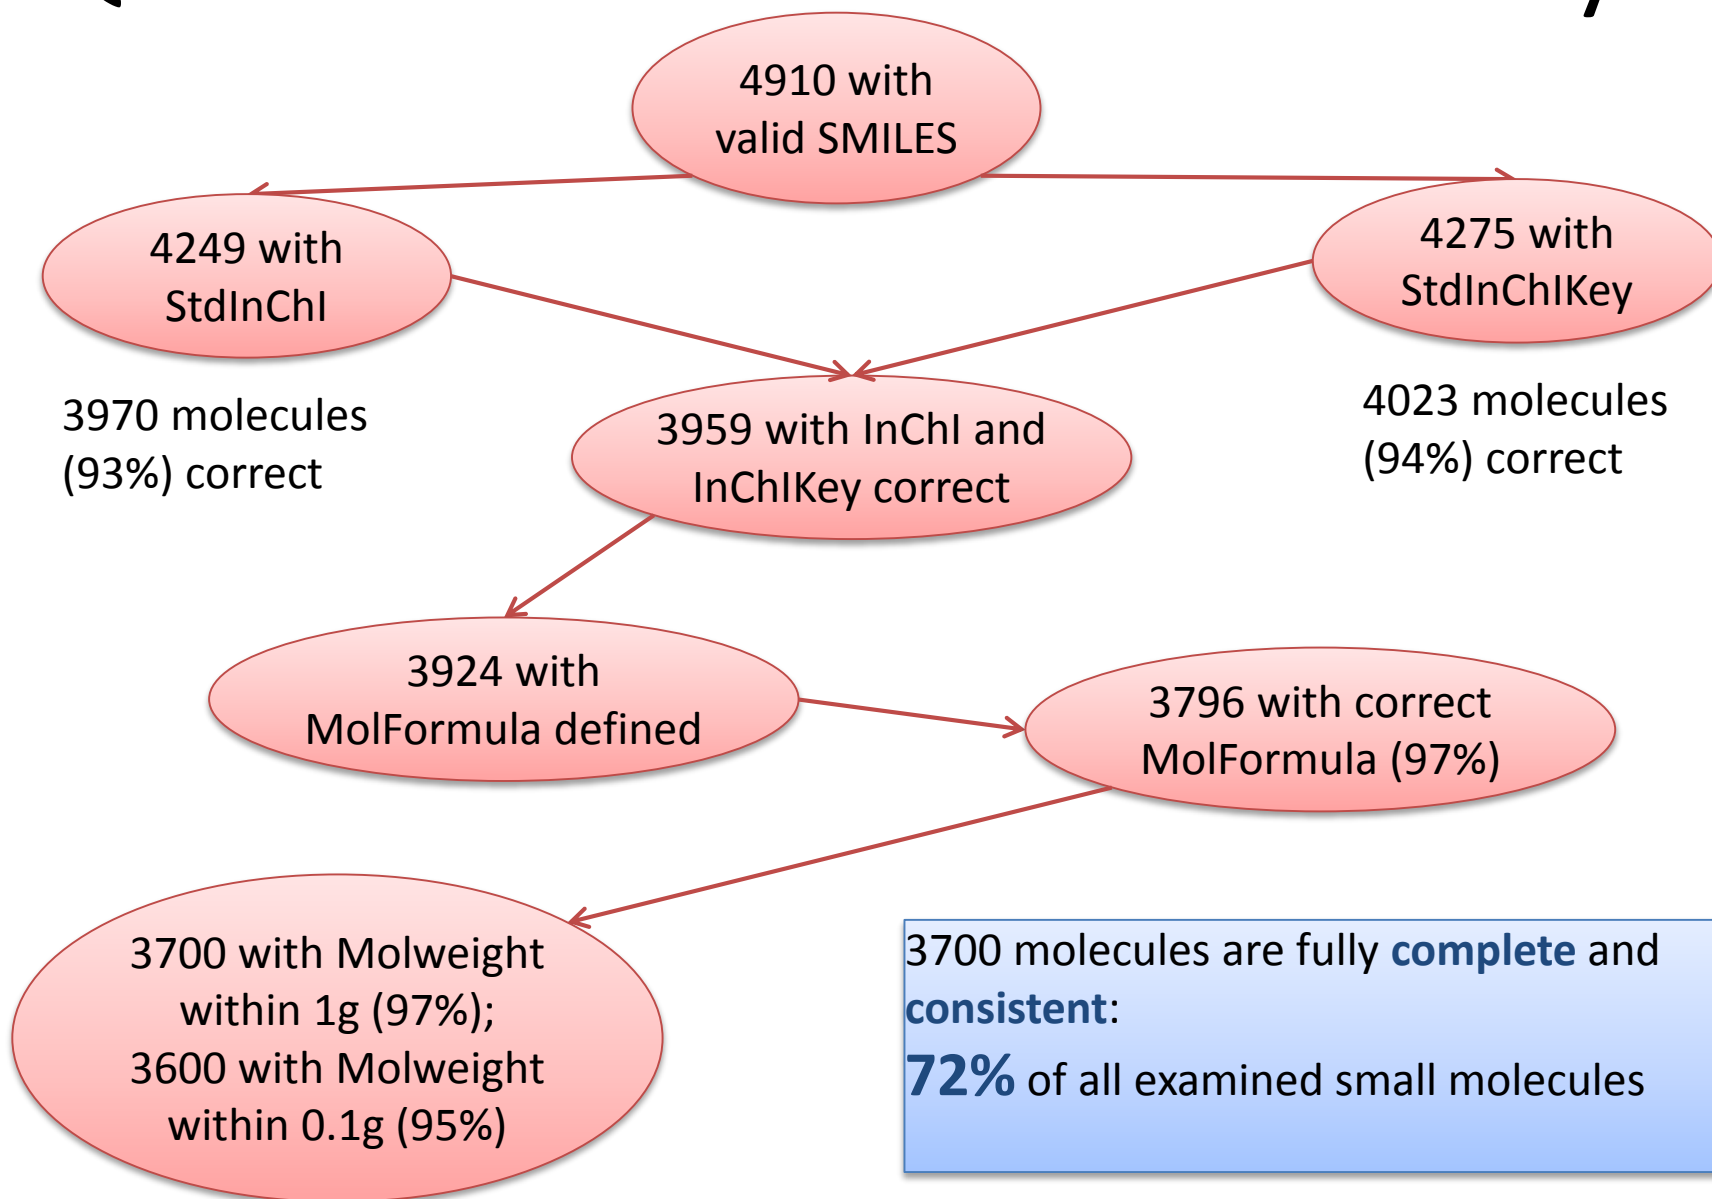 4910 with
valid SMILES
4249 with
StdInChI
4275 with
StdInChIKey
3970 molecules
(93%) correct
3959 with InChI and
InChIKey correct
4023 molecules
(94%) correct
3924 with
MolFormula defined
3796 with correct
MolFormula (97%)
3700 with Molweight
within 1g (97%);
3600 with Molweight
within 0.1g (95%)
3700 molecules are fully complete and
consistent:
72% of all examined small molecules